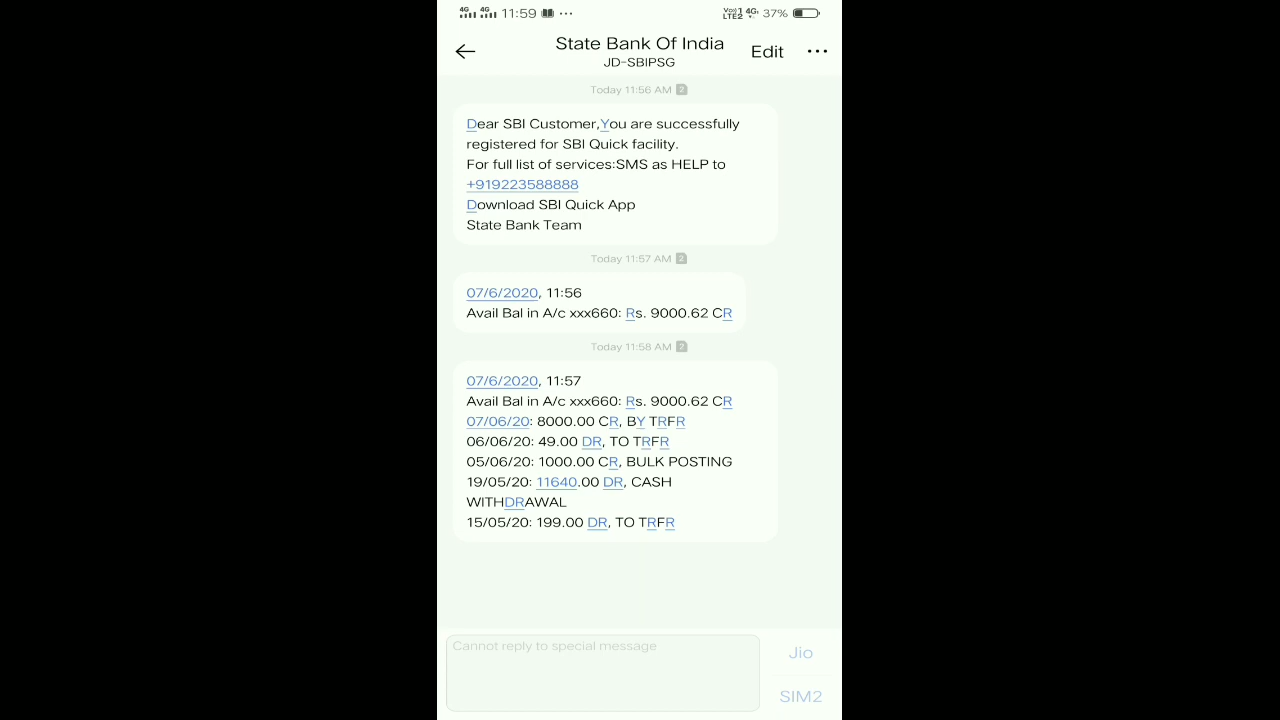 4G 4G 11:59
VoLTE2 4G 37%
State Bank Of India
JD-SBIPSG
Edit
Today 11:56 AM 2
Dear SBI Customer,You are successfully
registered for SBI Quick facility.
For full list of services:SMS as HELP to
+919223588888
Download SBI Quick App
State Bank Team
Today 11:57 AM 2
07/6/2020, 11:56
Avail Bal in A/c xxx660: Rs. 9000.62 CR
Today 11:58 AM 2
07/6/2020, 11:57
Avail Bal in A/c xxx660: Rs. 9000.62 CR
07/06/20: 8000.00 CR, BY TRFR
06/06/20: 49.00 DR, TO TRFR
05/06/20: 1000.00 CR, BULK POSTING
19/05/20: 11640.00 DR, CASH
WITHDRAWAL
15/05/20: 199.00 DR, TO TRFR
Cannot reply to special message
Jio
SIM2